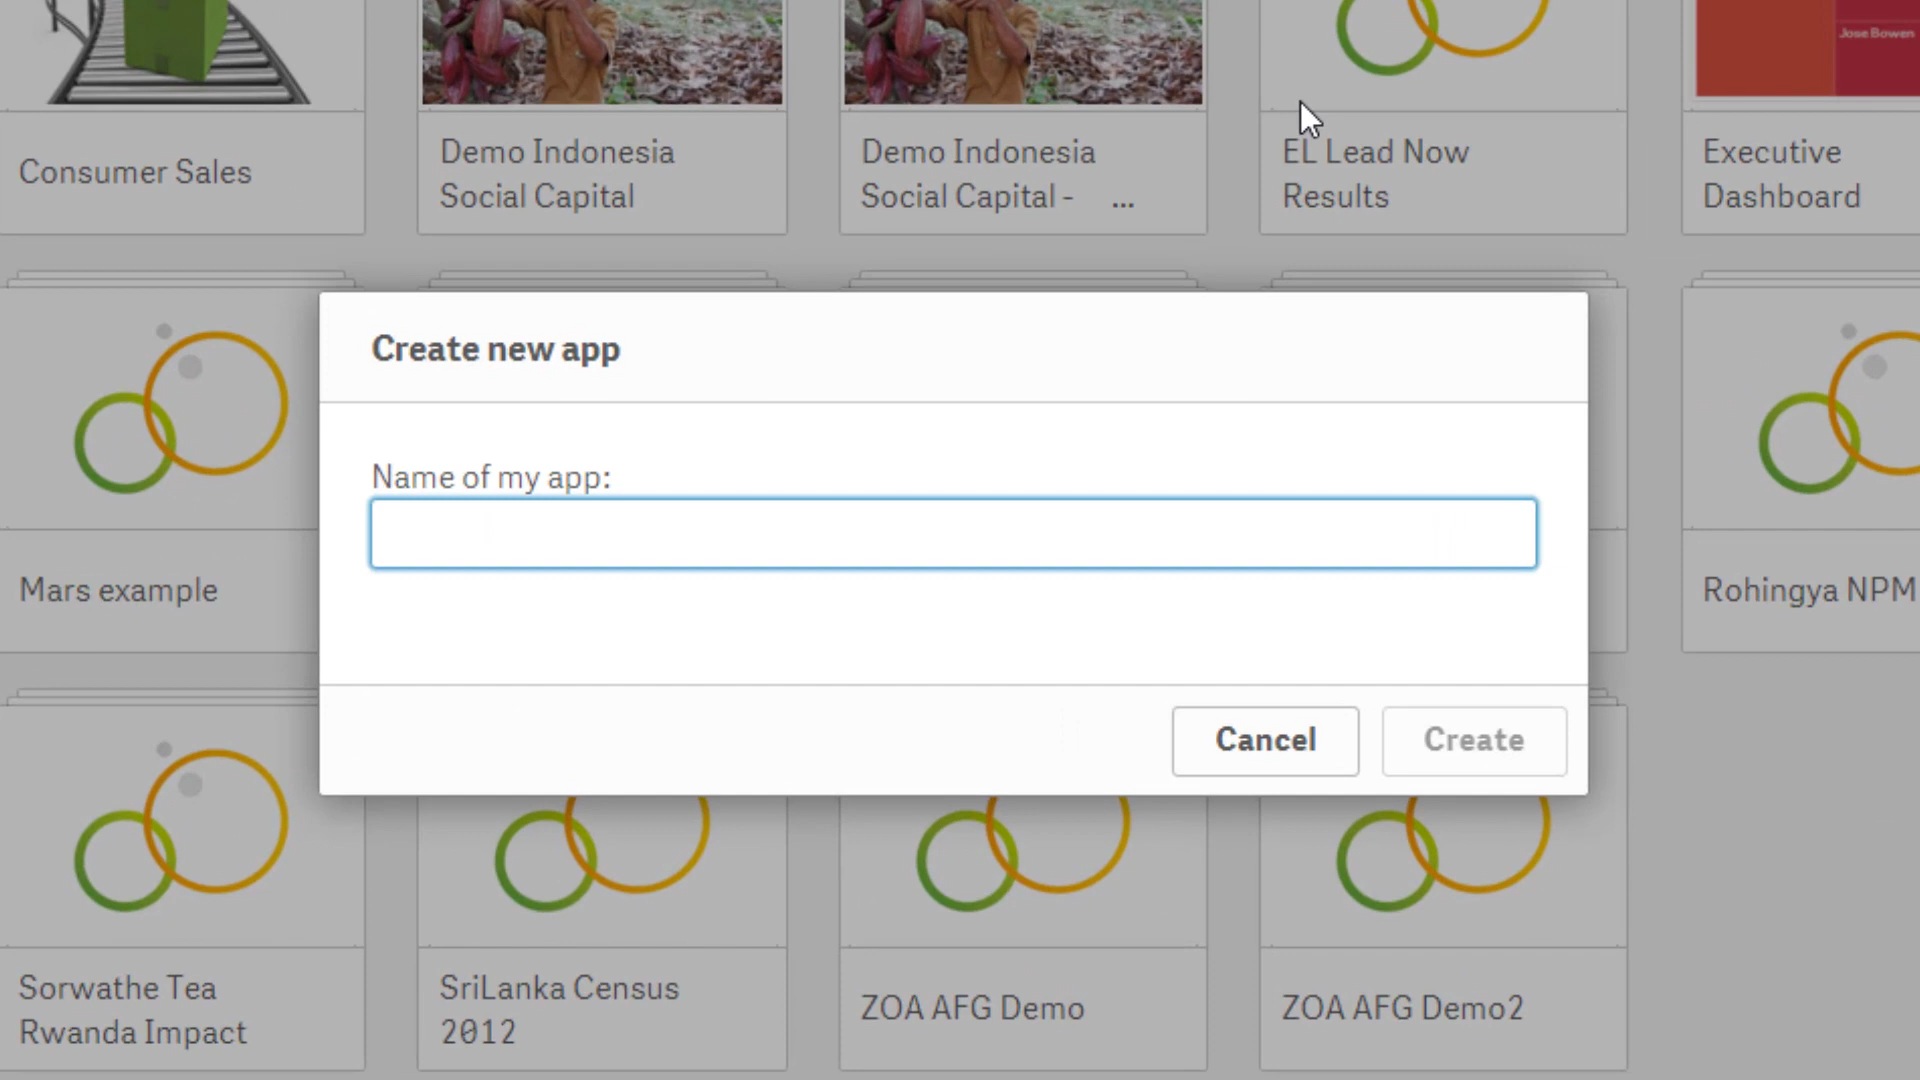 Jose Bowen
Consumer Sales
Demo Indonesia
Social Capital
Demo Indonesia
Social Capital - ...
EL Lead Now
Results
Executive
Dashboard
Create new app
Name of my app:
Cancel
Create
Mars example
Rohingya NPM
Sorwathe Tea
Rwanda Impact
SriLanka Census
2012
ZOA AFG Demo
ZOA AFG Demo2